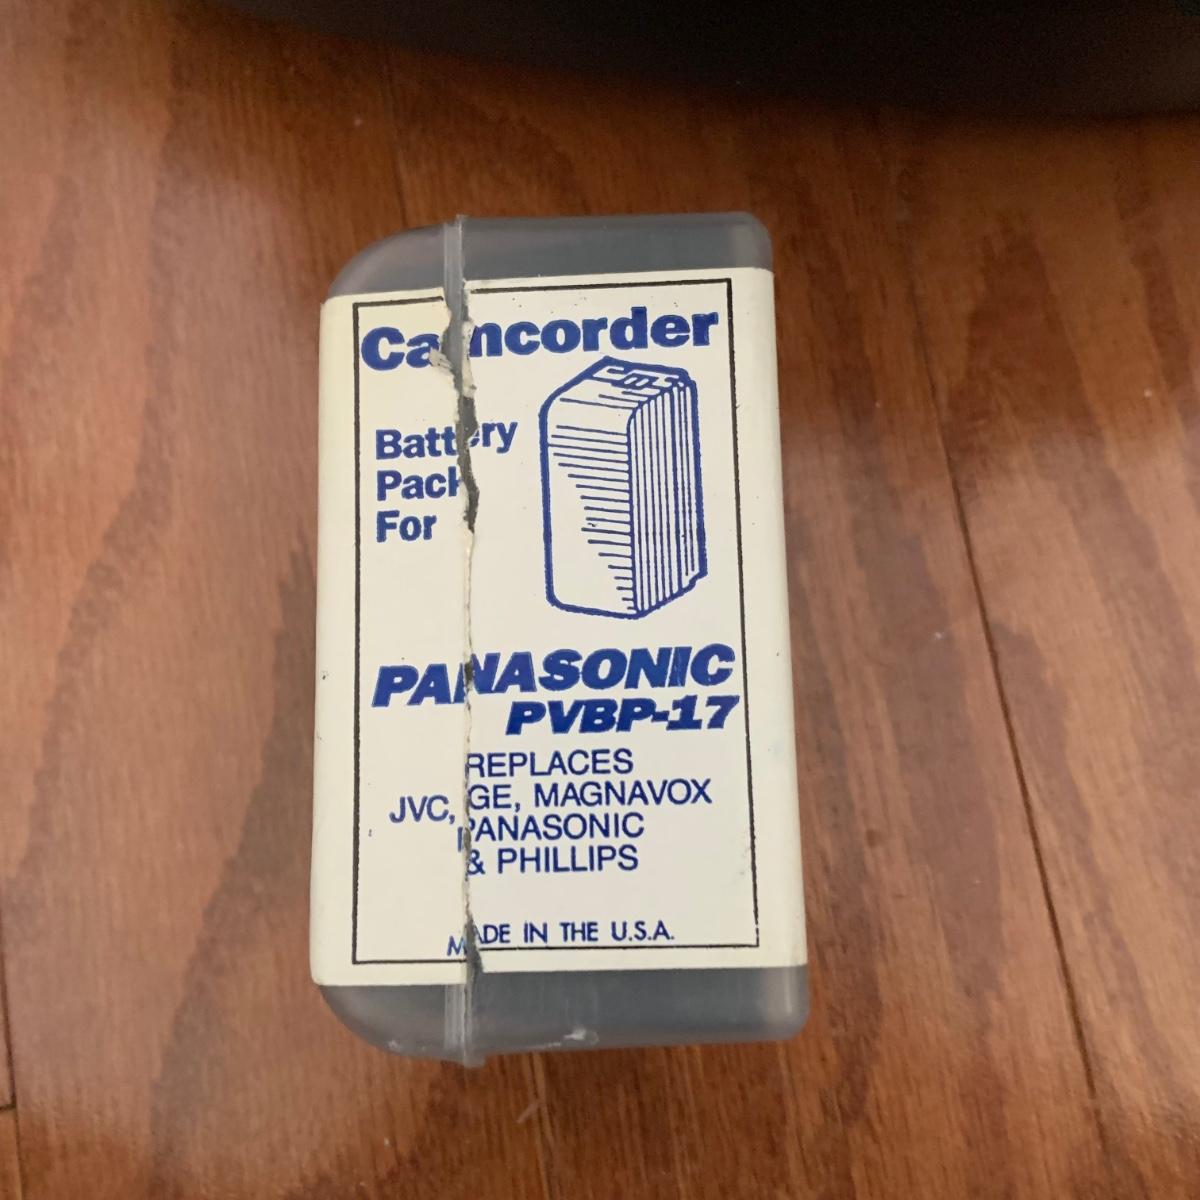 Camcorder
Battery
Pack
For
PANASONIC
PVBP-17
REPLACES
JVC, GE, MAGNAVOX
PANASONIC
& PHILLIPS
MADE IN THE U.S.A.